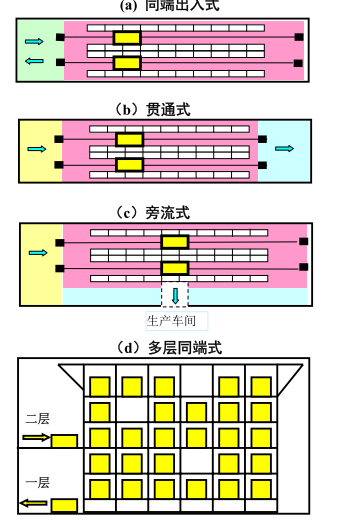 (a) 同端出入式
（b）贯通式
（c）旁流式
生产车间
（d）多层同端式
二层
一层